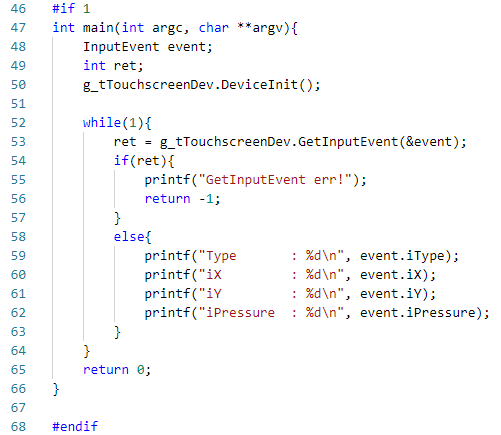 46 #if 1
47 int main(int argc, char **argv){
48     InputEvent event;
49     int ret;
50     g_tTouchscreenDev.DeviceInit();
51
52     while(1){
53         ret = g_tTouchscreenDev.GetInputEvent(&event);
54         if(ret){
55             printf("GetInputEvent err!");
56             return -1;
57         }
58         else{
59             printf("Type       : %d\n", event.iType);
60             printf("iX         : %d\n", event.iX);
61             printf("iY         : %d\n", event.iY);
62             printf("iPressure  : %d\n", event.iPressure);
63         }
64     }
65     return 0;
66 }
67
68 #endif